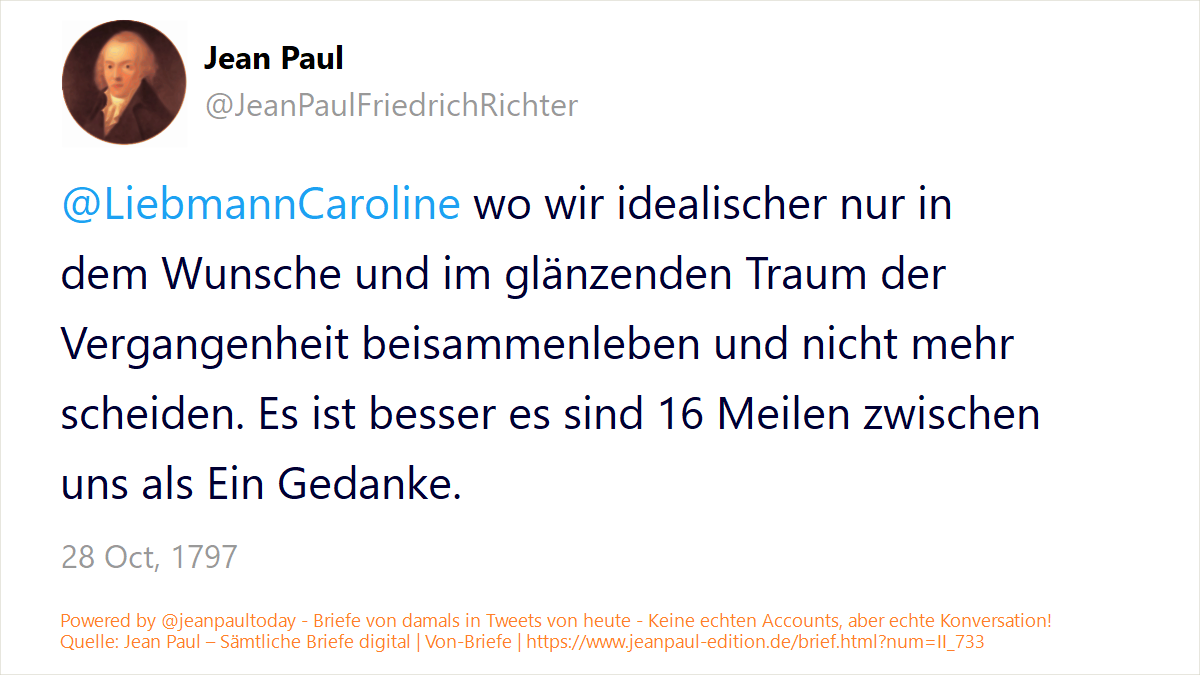 Jean Paul
@JeanPaulFriedrichRichter
@LiebmannCaroline wo wir idealischer nur in
dem Wunsche und im glänzenden Traum der
Vergangenheit beisammenleben und nicht mehr
scheiden. Es ist besser es sind 16 Meilen zwischen
uns als Ein Gedanke.
28 Oct, 1797
Powered by @jeanpaultoday - Briefe von damals in Tweets von heute - Keine echten Accounts, aber echte Konversation!
Quelle: Jean Paul – Sämtliche Briefe digital | Von-Briefe | https://www.jeanpaul-edition.de/brief.html?num=II_733